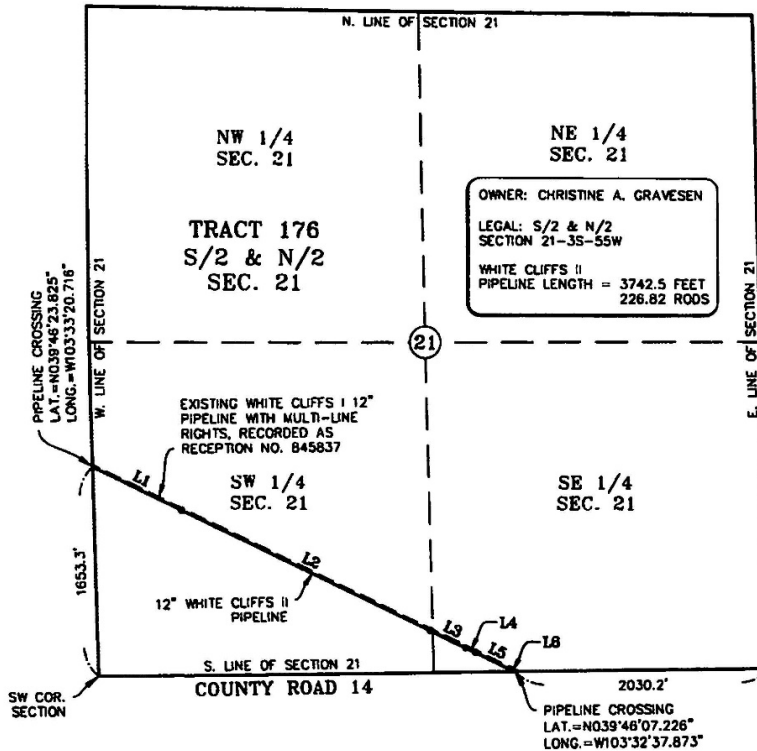 N. LINE OF SECTION 21
NW 1/4
SEC. 21
NE 1/4
SEC. 21
OWNER: CHRISTINE A. GRAVESEN
LEGAL: S/2 & N/2
SECTION 21-3S-55W
WHITE CLIFFS II
PIPELINE LENGTH = 3742.5 FEET
226.82 RODS
TRACT 176
S/2 & N/2
SEC. 21
PIPELINE CROSSING
LAT.=N039°46'23.825"
LONG.=W103°33'20.716"
W. LINE OF SECTION 21
E. LINE OF SECTION 21
21
EXISTING WHITE CLIFFS I 12"
PIPELINE WITH MULTI-LINE
RIGHTS, RECORDED AS
RECEPTION NO. 845837
L1
SW 1/4
SEC. 21
SE 1/4
SEC. 21
L2
1653.3'
12" WHITE CLIFFS II
PIPELINE
L3
L4
L5
L6
S. LINE OF SECTION 21
COUNTY ROAD 14
2030.2'
SW COR.
SECTION
PIPELINE CROSSING
LAT.=N039°46'07.226"
LONG.=W103°32'37.873"